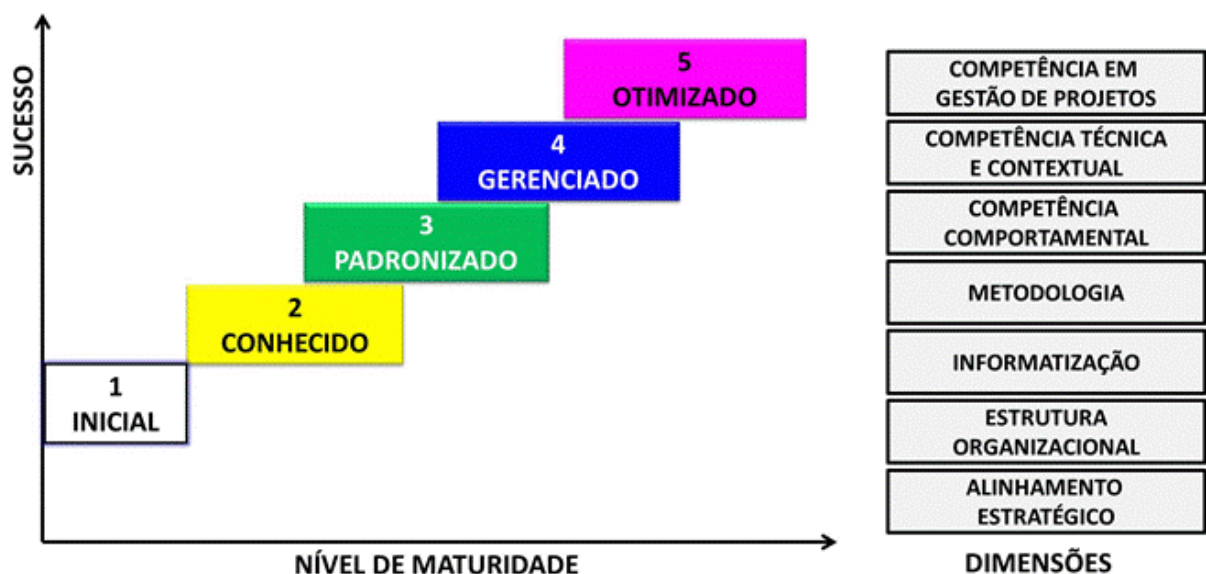 SUCESSO
5
OTIMIZADO
4
GERENCIADO
3
PADRONIZADO
2
CONHECIDO
1
INICIAL
NÍVEL DE MATURIDADE
COMPETÊNCIA EM
GESTÃO DE PROJETOS
COMPETÊNCIA TÉCNICA
E CONTEXTUAL
COMPETÊNCIA
COMPORTAMENTAL
METODOLOGIA
INFORMATIZAÇÃO
ESTRUTURA
ORGANIZACIONAL
ALINHAMENTO
ESTRATÉGICO
DIMENSÕES